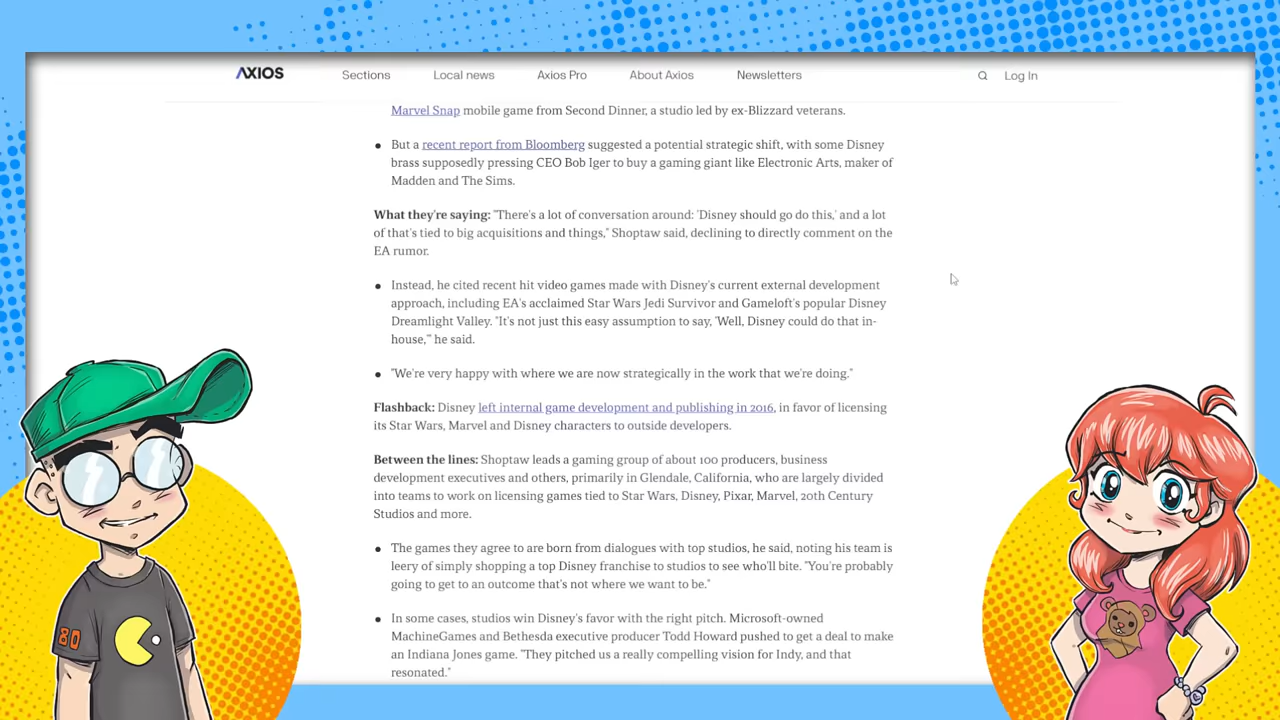 AXIOS Sections Local news Axios Pro About Axios Newsletters Log In
Marvel Snap mobile game from Second Dinner, a studio led by ex-Blizzard veterans.
• But a recent report from Bloomberg suggested a potential strategic shift, with some Disney
brass supposedly pressing CEO Bob Iger to buy a gaming giant like Electronic Arts, maker of
Madden and The Sims.
What they're saying: "There's a lot of conversation around: 'Disney should go do this,' and a lot
of that's tied to big acquisitions and things," Shoptaw said, declining to directly comment on the
EA rumor.
• Instead, he cited recent hit video games made with Disney's current external development
approach, including EA's acclaimed Star Wars Jedi Survivor and Gameloft's popular Disney
Dreamlight Valley. "It's not just this easy assumption to say, 'Well, Disney could do that in-
house,'" he said.
• "We're very happy with where we are now strategically in the work that we're doing."
Flashback: Disney left internal game development and publishing in 2016, in favor of licensing
its Star Wars, Marvel and Disney characters to outside developers.
Between the lines: Shoptaw leads a gaming group of about 100 producers, business
development executives and others, primarily in Glendale, California, who are largely divided
into teams to work on licensing games tied to Star Wars, Disney, Pixar, Marvel, 20th Century
Studios and more.
• The games they agree to are born from dialogues with top studios, he said, noting his team is
leery of simply shopping a top Disney franchise to studios to see who'll bite. "You're probably
going to get to an outcome that's not where we want to be."
• In some cases, studios win Disney's favor with the right pitch. Microsoft-owned
MachineGames and Bethesda executive producer Todd Howard pushed to get a deal to make
an Indiana Jones game. "They pitched us a really compelling vision for Indy, and that
resonated."
80